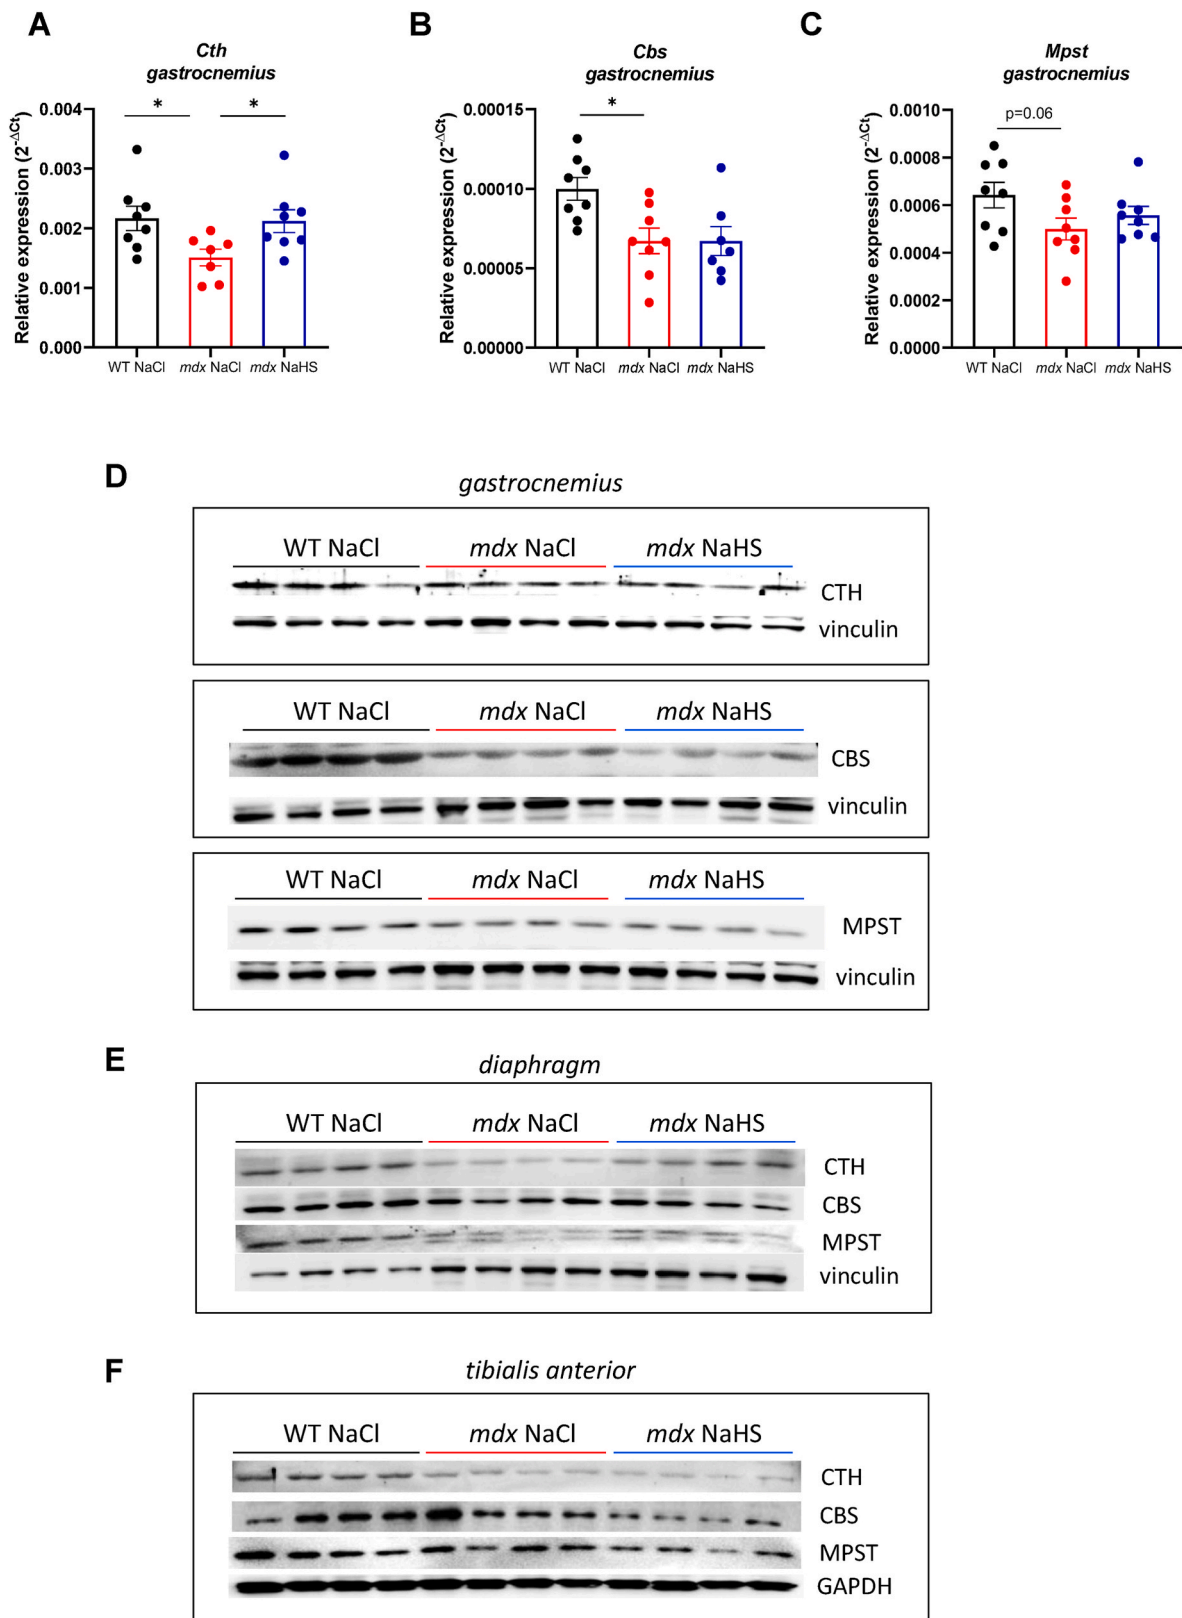 A
Cth
gastrocnemius
Relative expression (2^-ΔCt)
0.004
0.003
0.002
0.001
0.000
*
*
WT NaCl
mdx NaCl
mdx NaHS
B
Cbs
gastrocnemius
Relative expression (2^-ΔCt)
0.00015
0.00010
0.00005
0.00000
*
WT NaCl
mdx NaCl
mdx NaHS
C
Mpst
gastrocnemius
Relative expression (2^-ΔCt)
0.0010
0.0008
0.0006
0.0004
0.0002
0.0000
p=0.06
WT NaCl
mdx NaCl
mdx NaHS
D
gastrocnemius
WT NaCl mdx NaCl mdx NaHS
CTH
vinculin
WT NaCl mdx NaCl mdx NaHS
CBS
vinculin
WT NaCl mdx NaCl mdx NaHS
MPST
vinculin
E
diaphragm
WT NaCl mdx NaCl mdx NaHS
CTH
CBS
MPST
vinculin
F
tibialis anterior
WT NaCl mdx NaCl mdx NaHS
CTH
CBS
MPST
GAPDH